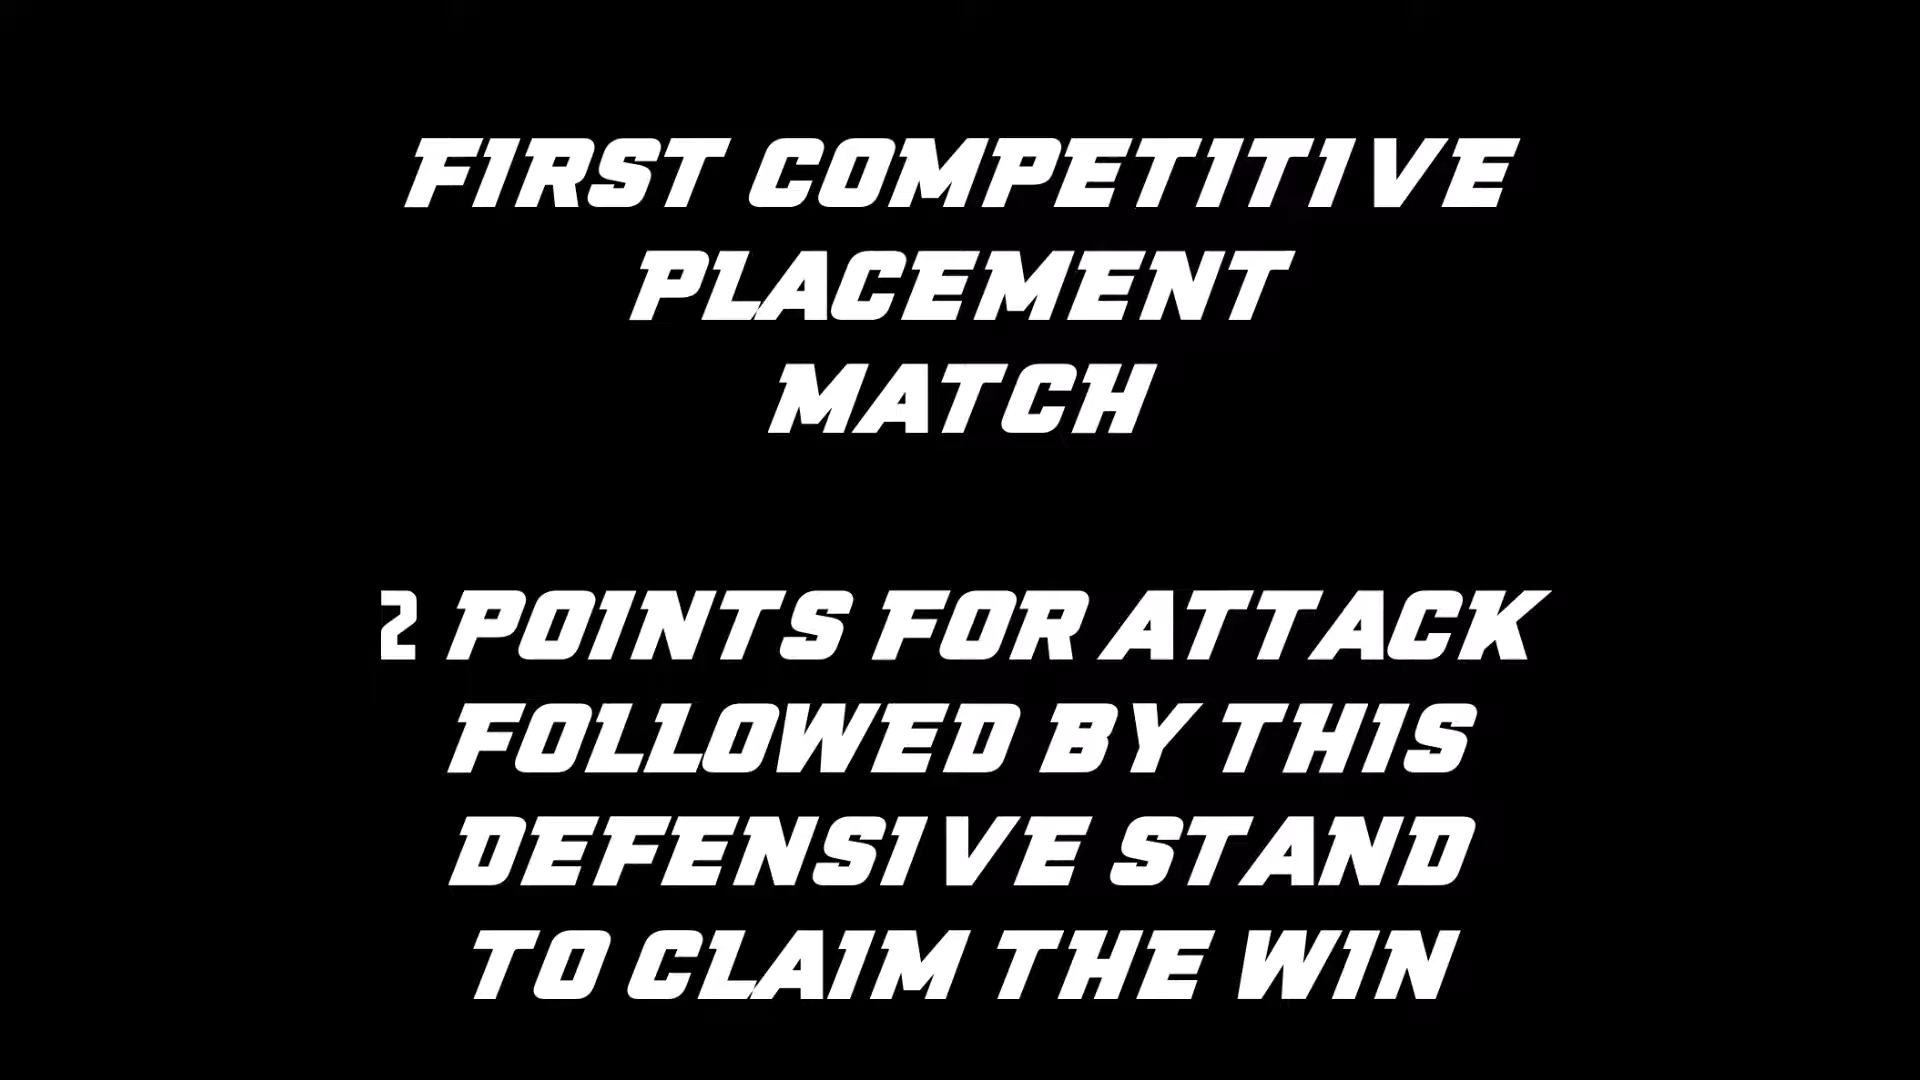 FIRST COMPETITIVE
PLACEMENT
MATCH
2 POINTS FOR ATTACK
FOLLOWED BY THIS
DEFENSIVE STAND
TO CLAIM THE WIN